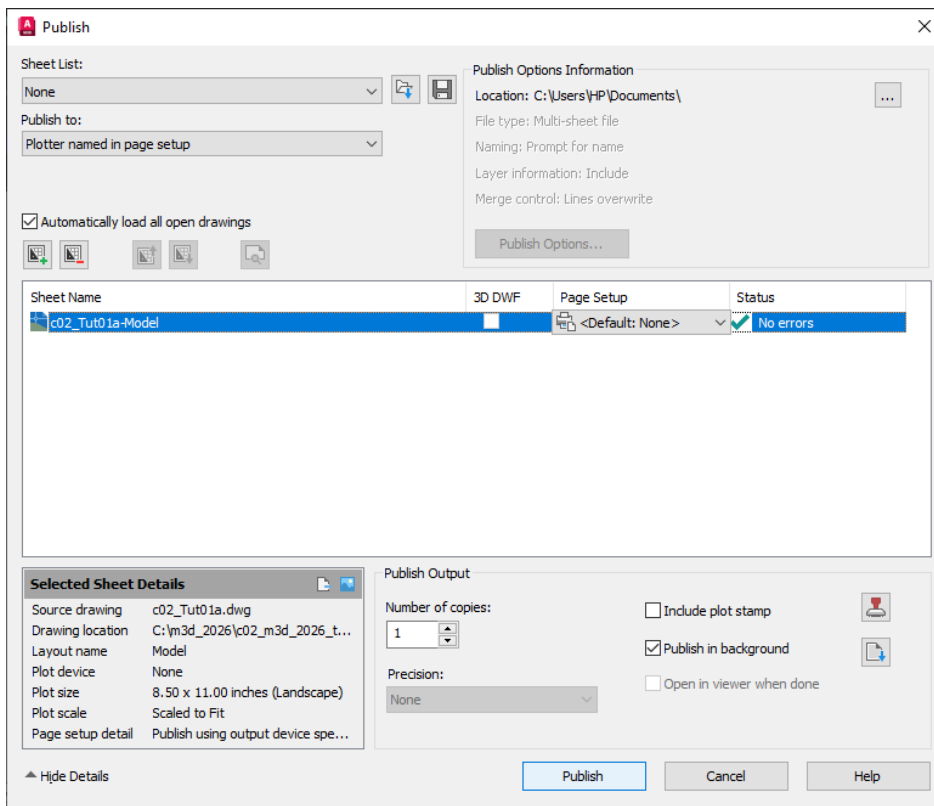 Publish
Sheet List:
None
Publish to:
Plotter named in page setup
Automatically load all open drawings
Publish Options Information
Location: C:\Users\HP\Documents\
...
File type: Multi-sheet file
Naming: Prompt for name
Layer information: Include
Merge control: Lines overwrite
Publish Options...
Sheet Name 3D DWF Page Setup Status
c02_Tut01a-Model <Default: None> No errors
Selected Sheet Details
Source drawing c02_Tut01a.dwg
Drawing location C:\m3d_2026\c02_m3d_2026_t...
Layout name Model
Plot device None
Plot size 8.50 x 11.00 inches (Landscape)
Plot scale Scaled to Fit
Page setup detail Publish using output device spe...
Publish Output
Number of copies:
1
Precision:
None
Include plot stamp
Publish in background
Open in viewer when done
Hide Details
Publish Cancel Help